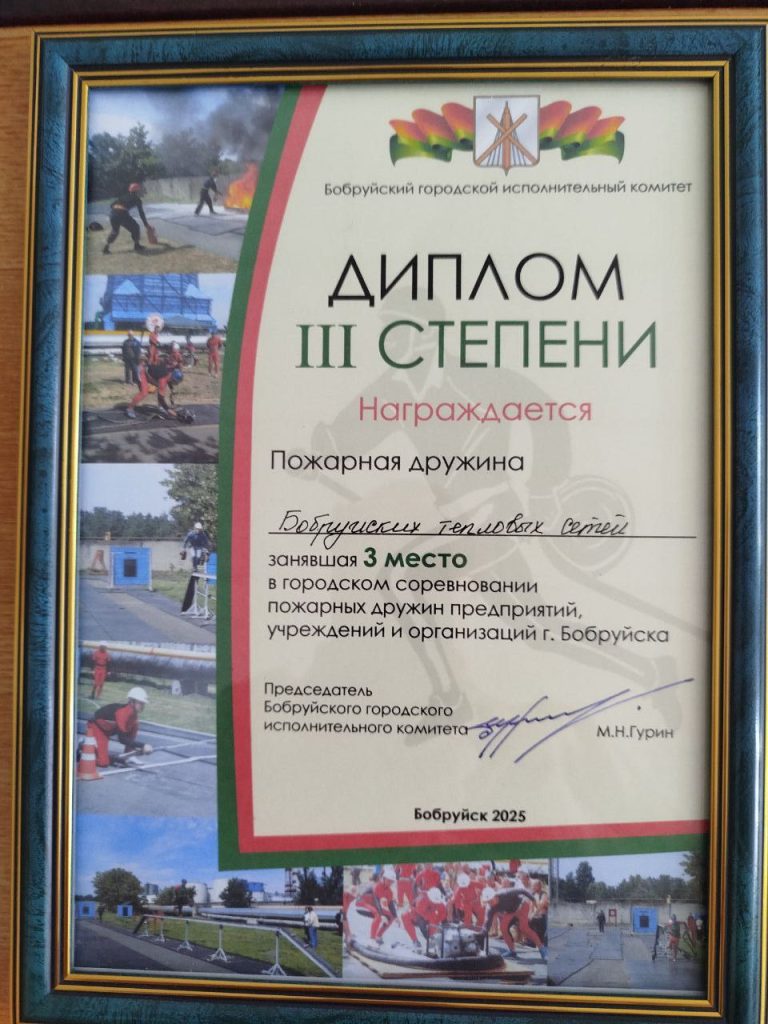 Бобруйский городской исполнительный комитет
ДИПЛОМ
III СТЕПЕНИ
Награждается
Пожарная дружина
Бобруйских тепловых сетей
занявшая 3 место
в городском соревновании
пожарных дружин предприятий,
учреждений и организаций г. Бобруйска
Председатель
Бобруйского городского
исполнительного комитета
М.Н.Гурин
Бобруйск 2025